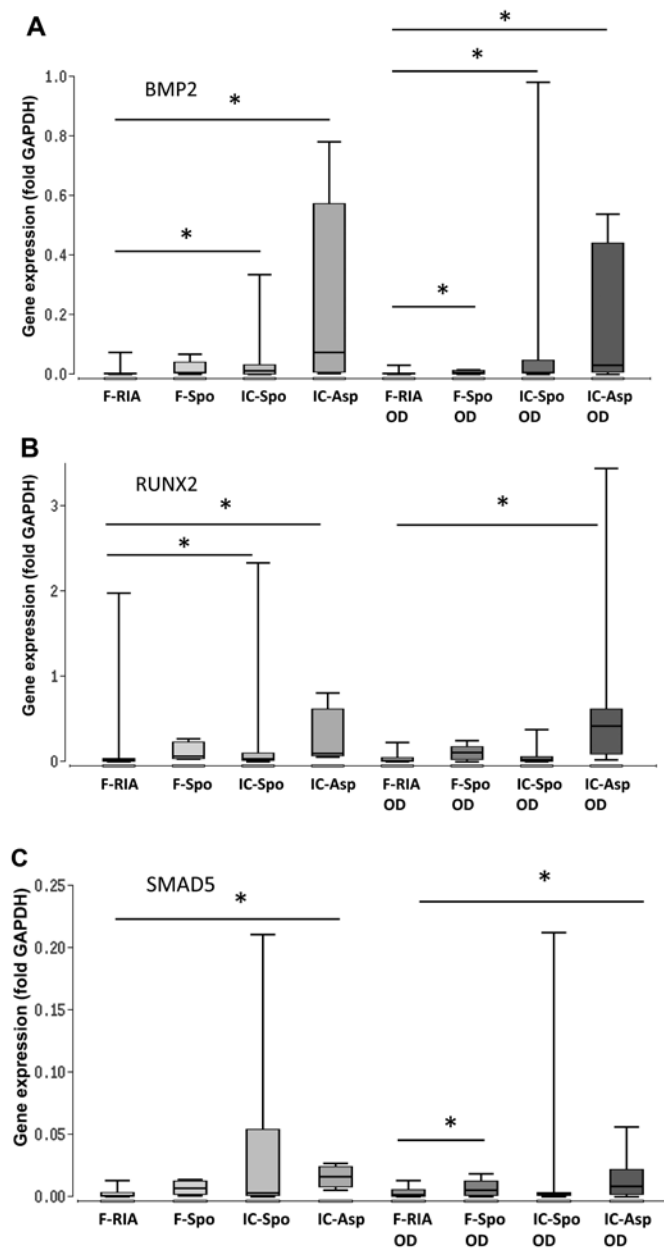 A
BMP2
Gene expression (fold GAPDH)
1.0
0.8
0.6
0.4
0.2
0.0
* * * * *
F-RIA F-Spo IC-Spo IC-Asp F-RIA OD F-Spo OD IC-Spo OD IC-Asp OD
B
RUNX2
Gene expression (fold GAPDH)
3
2
1
0
* * *
F-RIA F-Spo IC-Spo IC-Asp F-RIA OD F-Spo OD IC-Spo OD IC-Asp OD
C
SMAD5
Gene expression (fold GAPDH)
0.25
0.20
0.15
0.10
0.05
0.00
* * *
F-RIA F-Spo IC-Spo IC-Asp F-RIA OD F-Spo OD IC-Spo OD IC-Asp OD